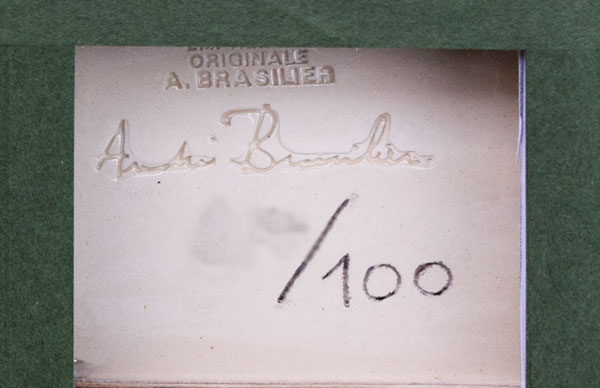 ORIGINALE
A. BRASILIER
André Brasilier
/100